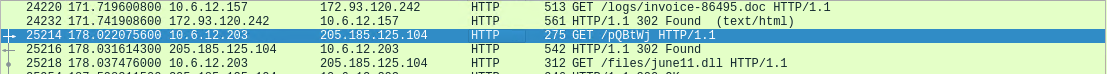 24220 171.719600800 10.6.12.157 172.93.120.242 HTTP 513 GET /logs/invoice-86495.doc HTTP/1.1
24232 171.741908600 172.93.120.242 10.6.12.157 HTTP 561 HTTP/1.1 302 Found (text/html)
25214 178.022075600 10.6.12.203 205.185.125.104 HTTP 275 GET /pQBtWj HTTP/1.1
25216 178.031614300 205.185.125.104 10.6.12.203 HTTP 542 HTTP/1.1 302 Found
25218 178.037476000 10.6.12.203 205.185.125.104 HTTP 312 GET /files/june11.dll HTTP/1.1